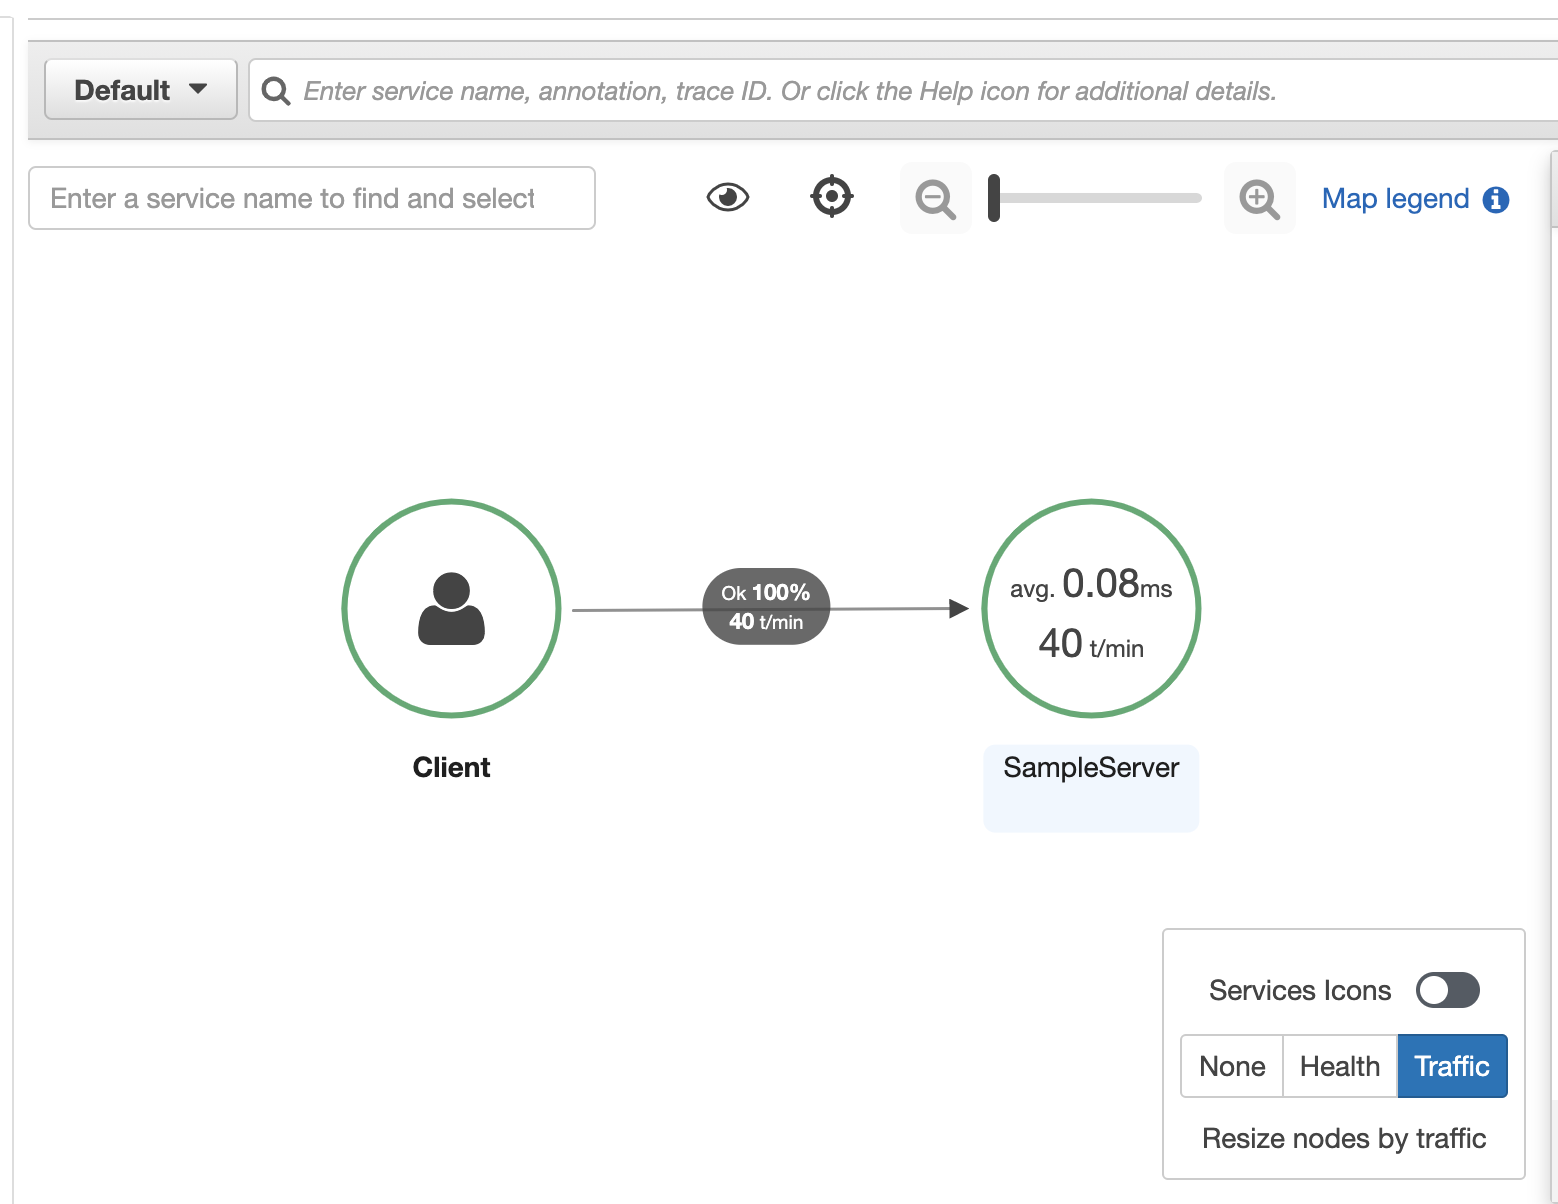 Default
Enter service name, annotation, trace ID. Or click the Help icon for additional details.
Enter a service name to find and select
Map legend
Ok 100%
40 t/min
avg. 0.08ms
40 t/min
Client
SampleServer
Services Icons
None Health Traffic
Resize nodes by traffic